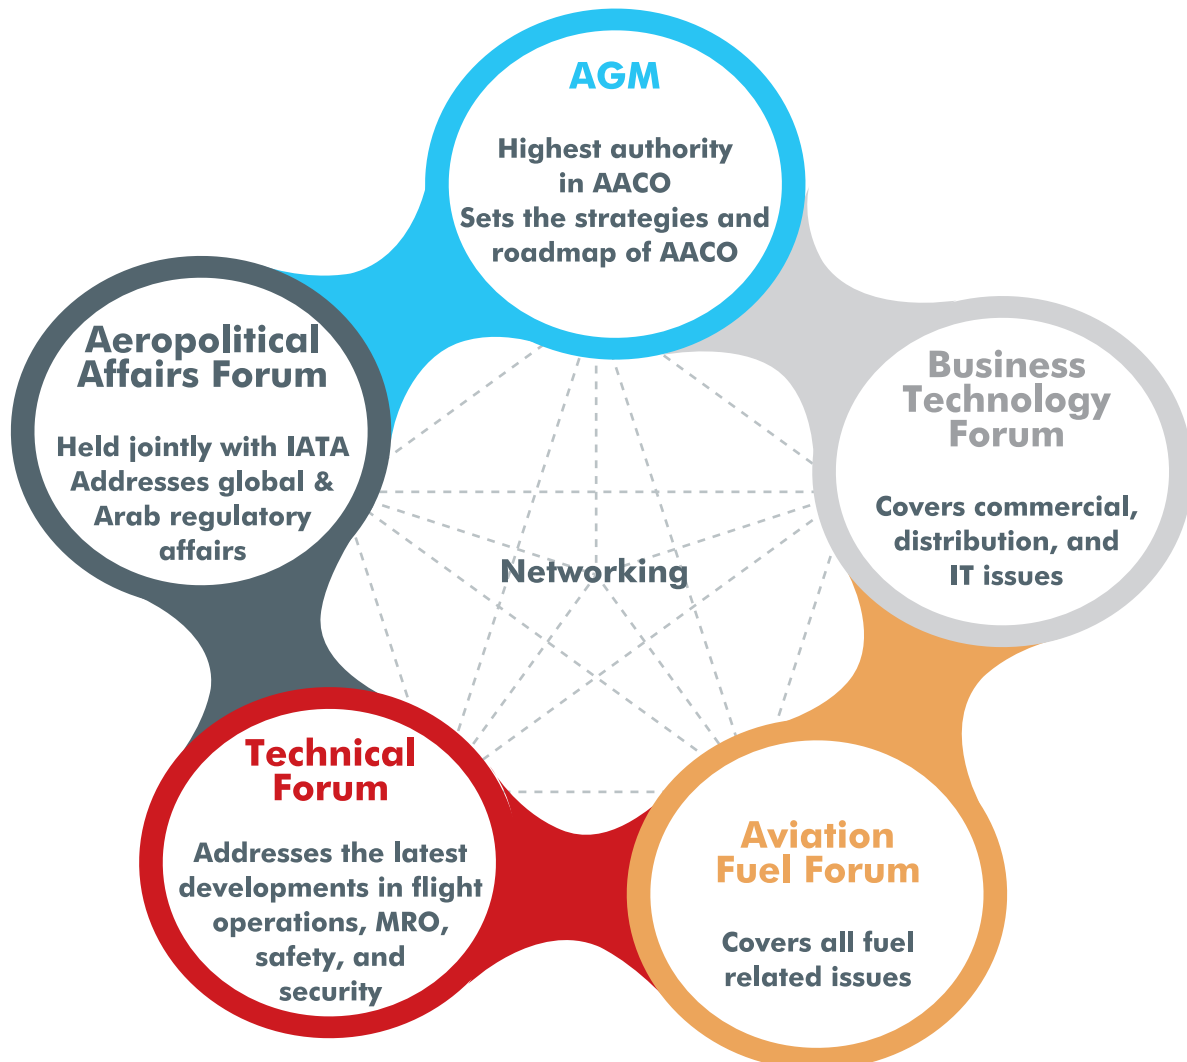 AGM
Highest authority
in AACO
Sets the strategies and
roadmap of AACO
Aeropolitical
Affairs Forum
Held jointly with IATA
Addresses global &
Arab regulatory
affairs
Business
Technology
Forum
Covers commercial,
distribution, and
IT issues
Networking
Technical
Forum
Addresses the latest
developments in flight
operations, MRO,
safety, and
security
Aviation
Fuel Forum
Covers all fuel
related issues